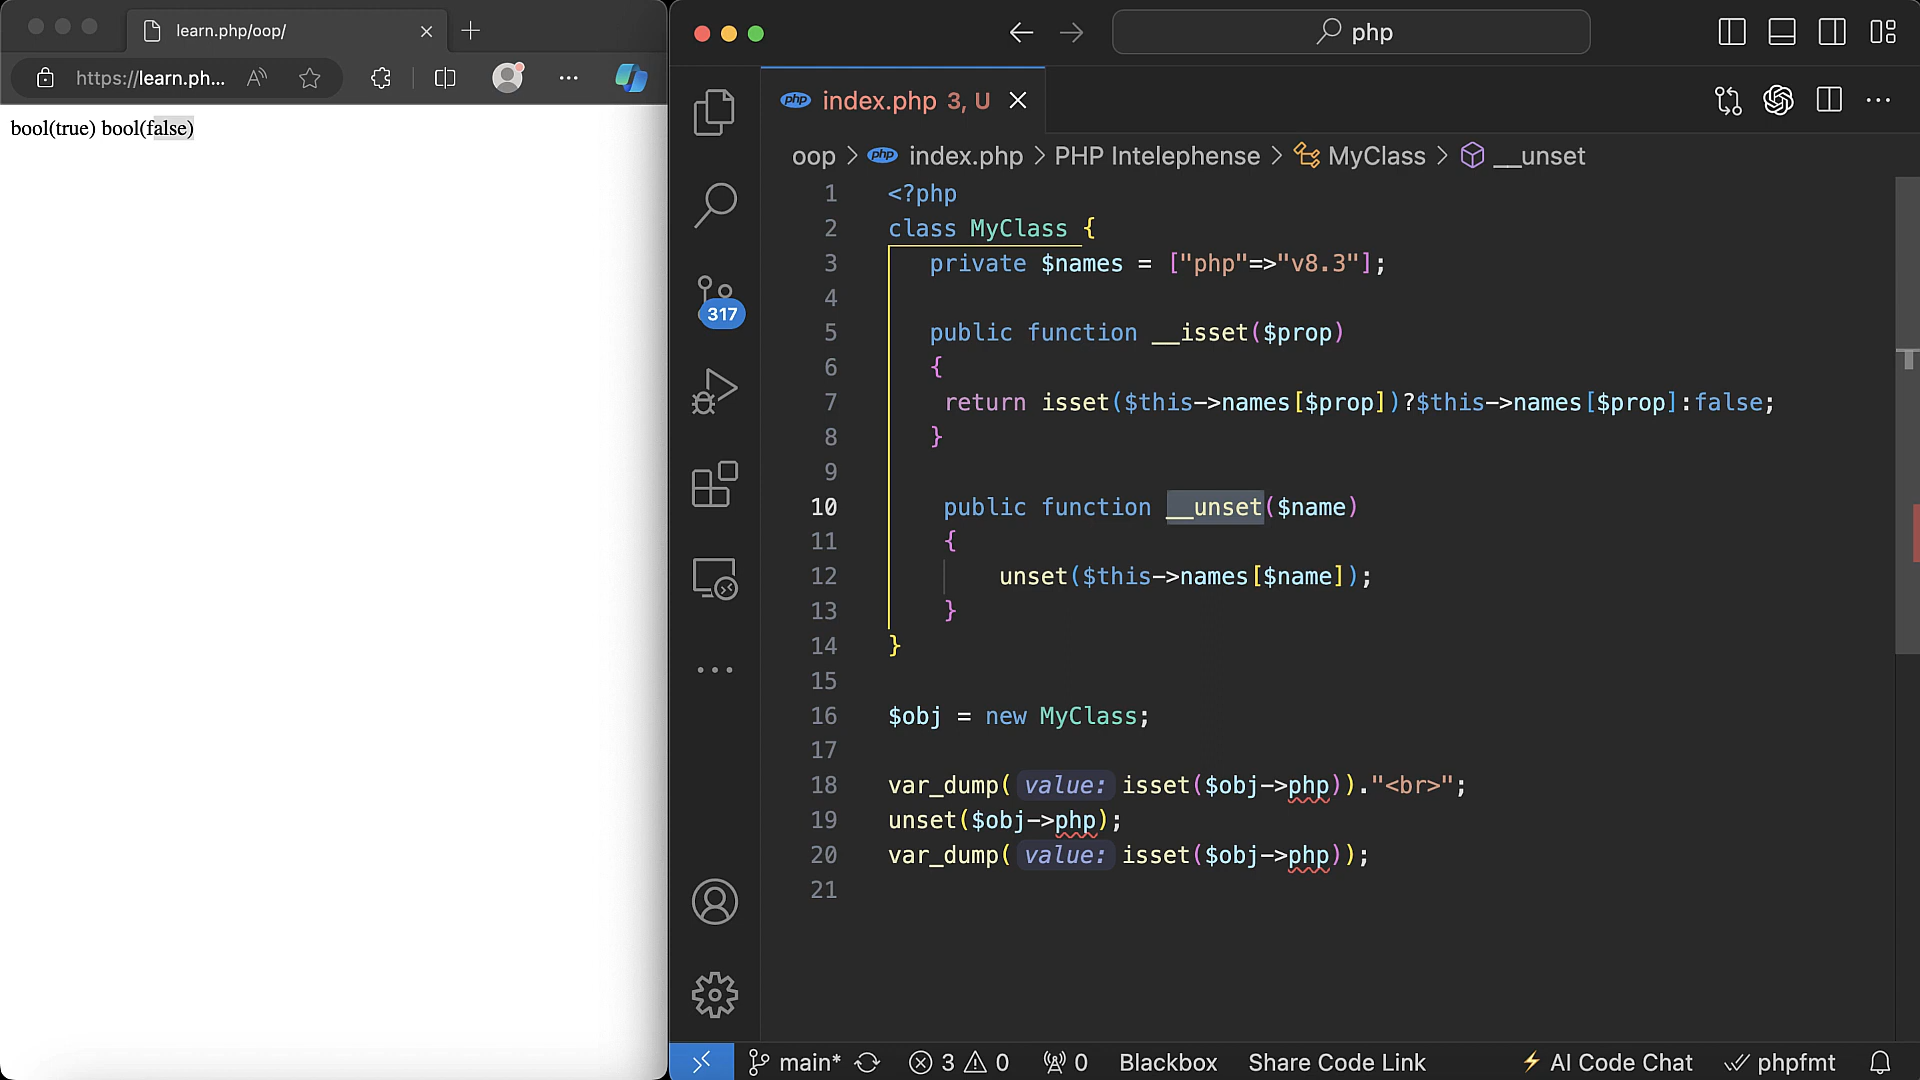 learn.php/oop/
https://learn.ph...
bool(true) bool(false)
php
php index.php 3, U
oop > php index.php > PHP Intelephense > MyClass > __unset
317
1 <?php
2 class MyClass {
3 private $names = ["php"=>"v8.3"];
4
5 public function __isset($prop)
6 {
7 return isset($this->names[$prop])?$this->names[$prop]:false;
8 }
9
10 public function __unset($name)
11 {
12 unset($this->names[$name]);
13 }
14 }
15
16 $obj = new MyClass;
17
18 var_dump(value: isset($obj->php))."<br>";
19 unset($obj->php);
20 var_dump(value: isset($obj->php));
21
main* 3 0 0 Blackbox Share Code Link AI Code Chat phpfmt